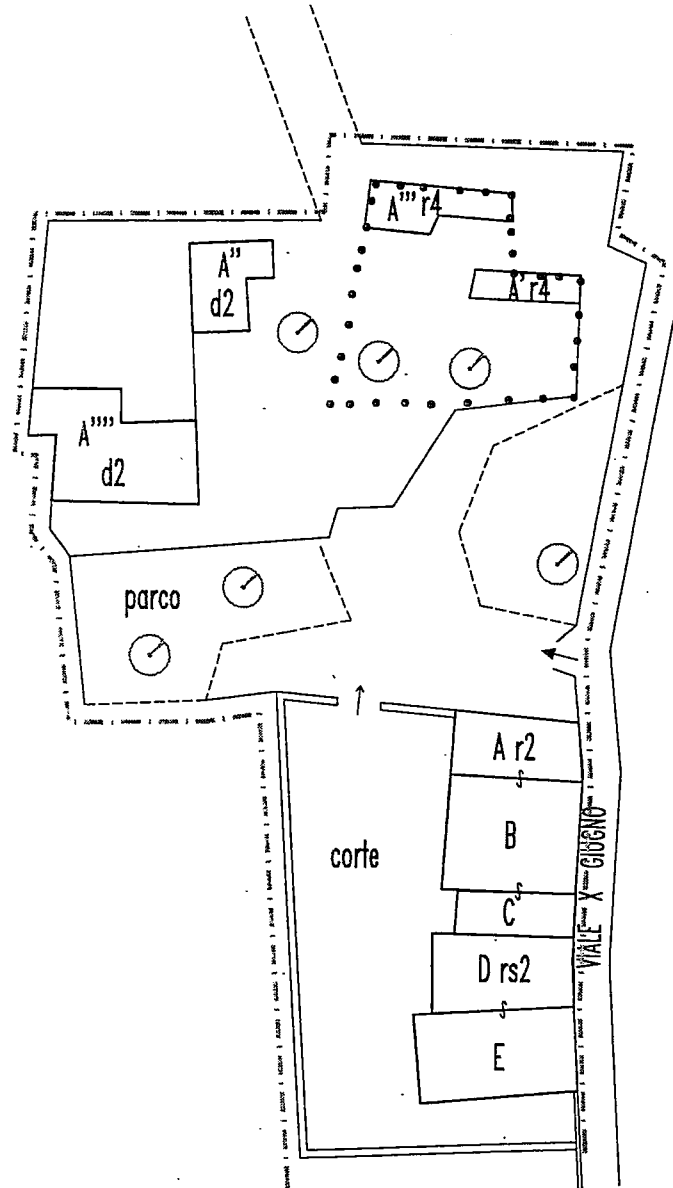 A''' r4
A''
d2
A' r4
A''''
d2
parco
A r2
B
corte
C
D rs2
E
VIALE X GIUGNO